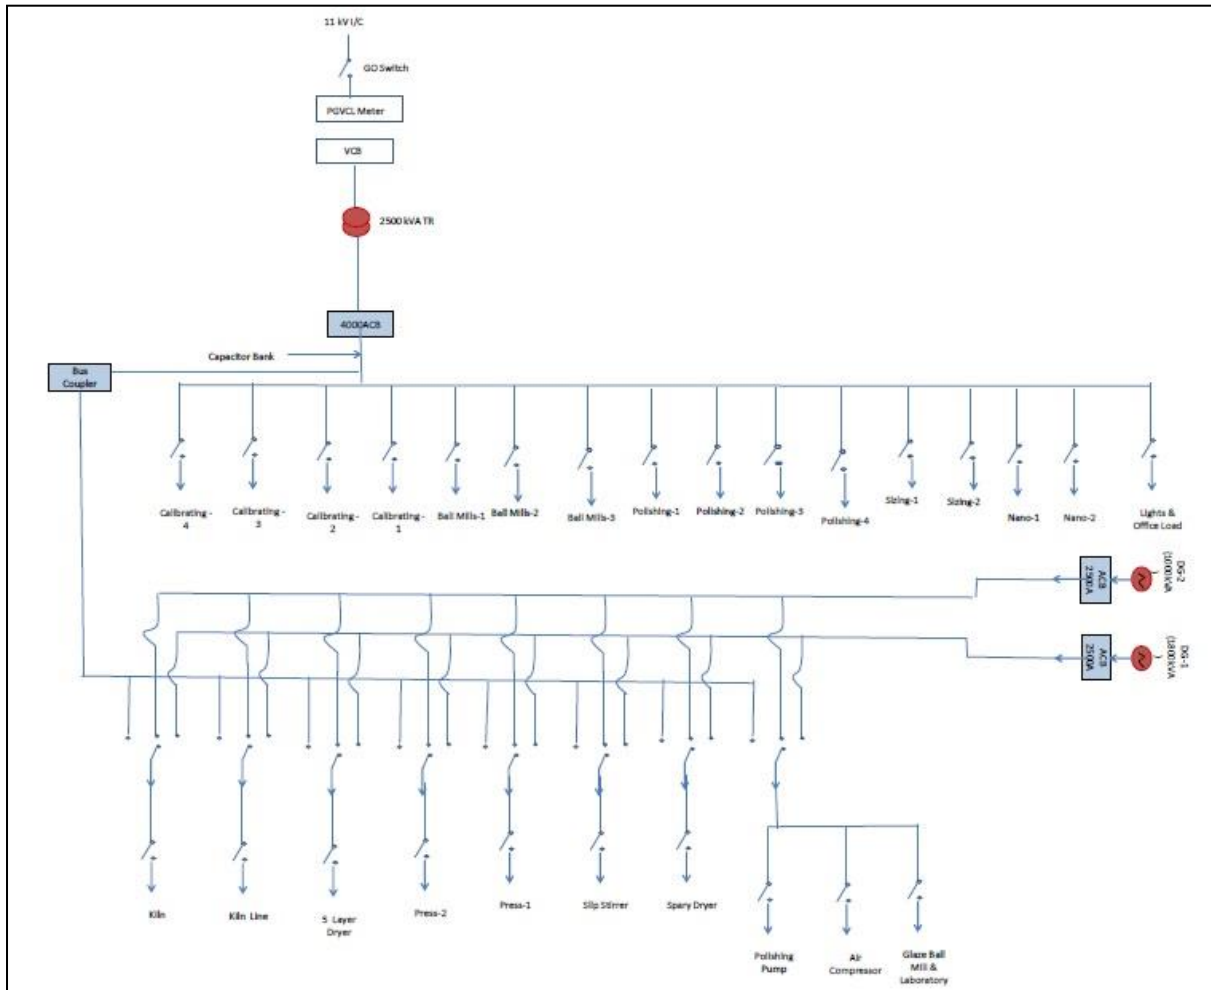 11 kV I/C
GO Switch
PGVCL Meter
VCB
2500 kVA TR
4000ACB
Capacitor Bank
Bus
Coupler
Calibrating -
4
Calibrating -
3
Calibrating -
2
Calibrating -
1
Ball Mills-1
Ball Mills-2
Ball Mills-3
Polishing-1
Polishing-2
Polishing-3
Polishing-4
Sizing-1
Sizing-2
Nano-1
Nano-2
Lights &
Office Load
ACB
2500A
DG-2
(1000 kVA
)
ACB
2500A
DG-1
(1800 kVA
)
Kiln
Kiln Line
5 Layer
Dryer
Press-2
Press-1
Slip Stirrer
Spary Dryer
Polishing
Pump
Air
Compressor
Glaze Ball
Mill &
Laboratory